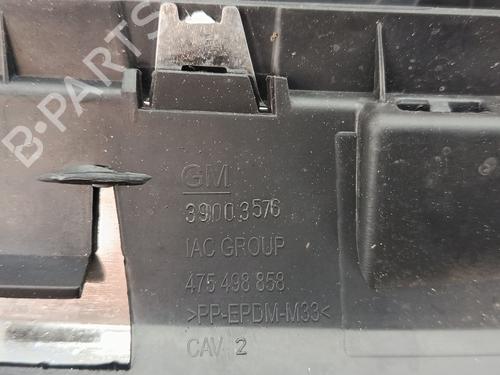 B-PARTS
GM
39003576
IAC GROUP
475 498 858
>PP-EPDM-M33<
CAV 2